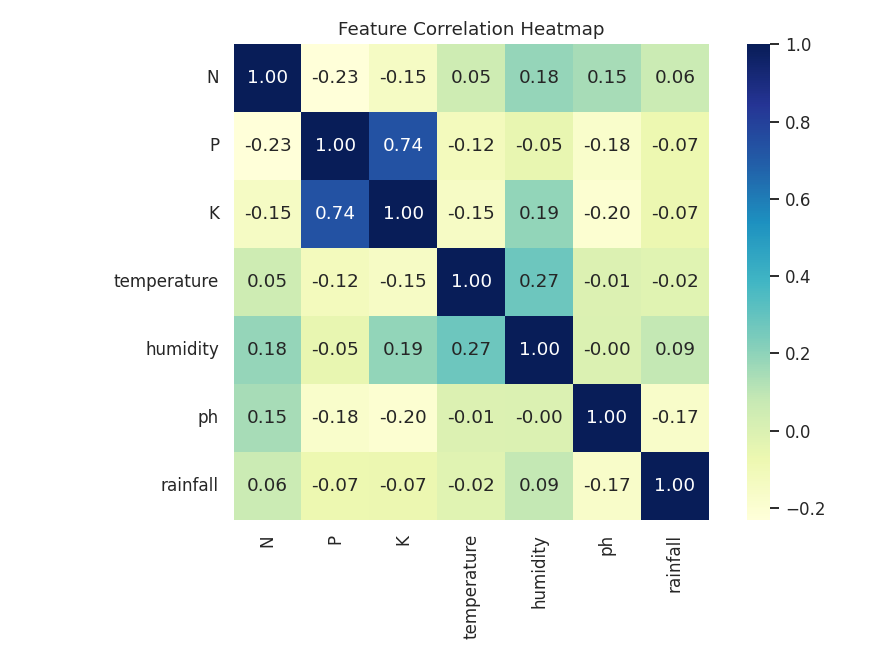 Feature Correlation Heatmap
N 1.00 -0.23 -0.15 0.05 0.18 0.15 0.06
P -0.23 1.00 0.74 -0.12 -0.05 -0.18 -0.07
K -0.15 0.74 1.00 -0.15 0.19 -0.20 -0.07
temperature 0.05 -0.12 -0.15 1.00 0.27 -0.01 -0.02
humidity 0.18 -0.05 0.19 0.27 1.00 -0.00 0.09
ph 0.15 -0.18 -0.20 -0.01 -0.00 1.00 -0.17
rainfall 0.06 -0.07 -0.07 -0.02 0.09 -0.17 1.00
N P K temperature humidity ph rainfall
1.0
0.8
0.6
0.4
0.2
0.0
−0.2